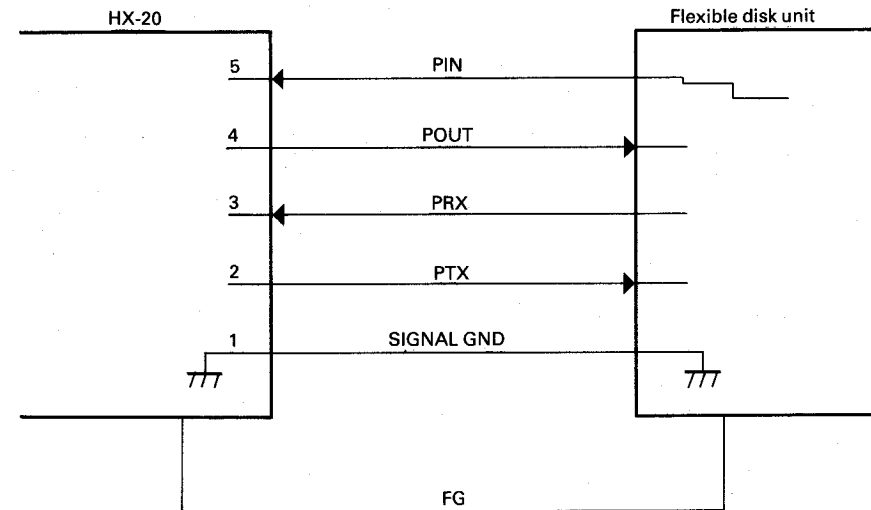 HX-20 Flexible disk unit
5 PIN
4 POUT
3 PRX
2 PTX
1 SIGNAL GND
FG